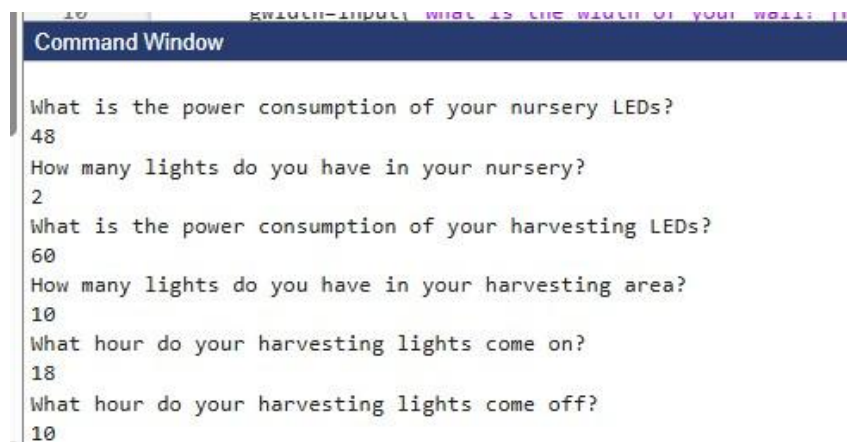 Command Window
What is the power consumption of your nursery LEDs?
48
How many lights do you have in your nursery?
2
What is the power consumption of your harvesting LEDs?
60
How many lights do you have in your harvesting area?
10
What hour do your harvesting lights come on?
18
What hour do your harvesting lights come off?
10